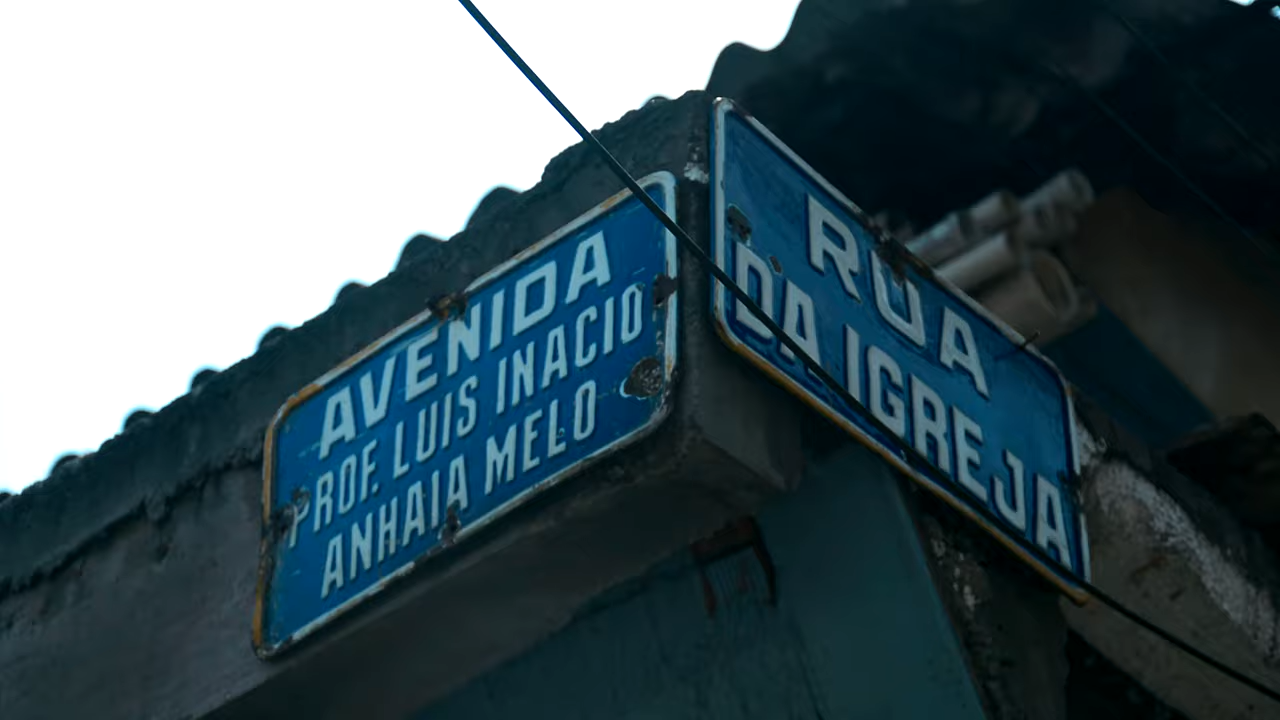 AVENIDA
PROF. LUIS INACIO
ANHAIA MELO
RUA
DA IGREJA